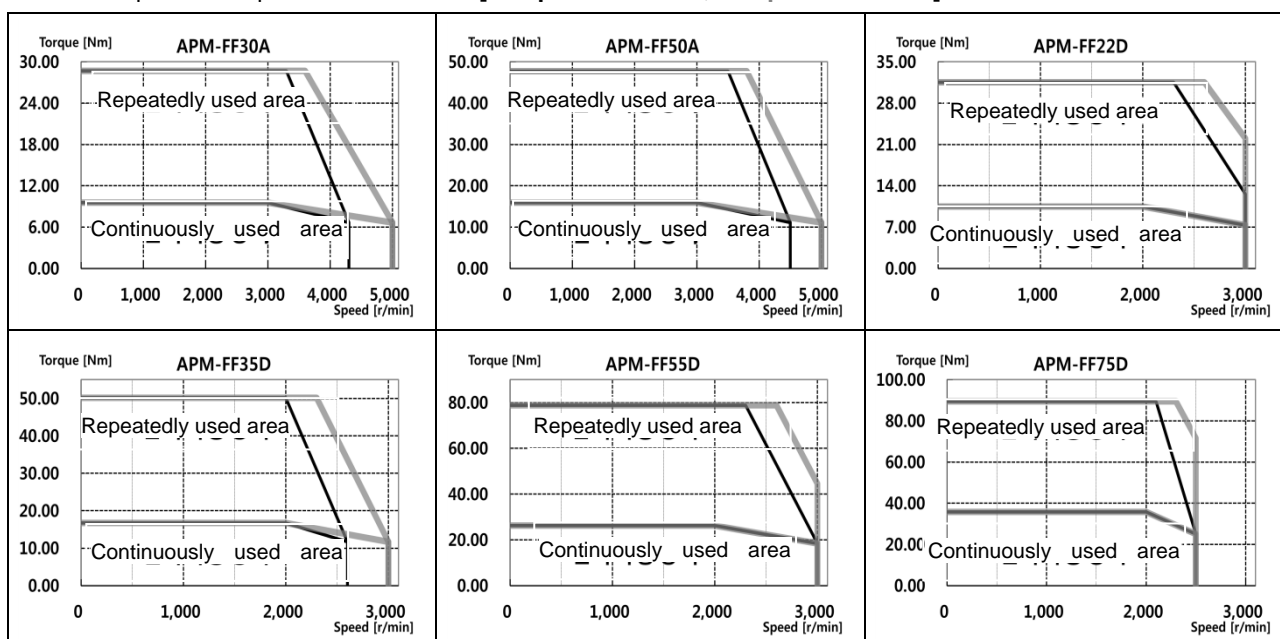 Torque [Nm] APM-FF30A
30.00
24.00
18.00
12.00
6.00
0.00
Repeatedly used area
Continuously used area
0 1,000 2,000 3,000 4,000 5,000
Speed [r/min]
Torque [Nm] APM-FF50A
50.00
40.00
30.00
20.00
10.00
0.00
Repeatedly used area
Continuously used area
0 1,000 2,000 3,000 4,000 5,000
Speed [r/min]
Torque [Nm] APM-FF22D
35.00
28.00
21.00
14.00
7.00
0.00
Repeatedly used area
Continuously used area
0 1,000 2,000 3,000
Speed [r/min]
Torque [Nm] APM-FF35D
50.00
40.00
30.00
20.00
10.00
0.00
Repeatedly used area
Continuously used area
0 1,000 2,000 3,000
Speed [r/min]
Torque [Nm] APM-FF55D
80.00
60.00
40.00
20.00
0.00
Repeatedly used area
Continuously used area
0 1,000 2,000 3,000
Speed [r/min]
Torque [Nm] APM-FF75D
100.00
80.00
60.00
40.00
20.00
0.00
Repeatedly used area
Continuously used area
0 1,000 2,000 3,000
Speed [r/min]